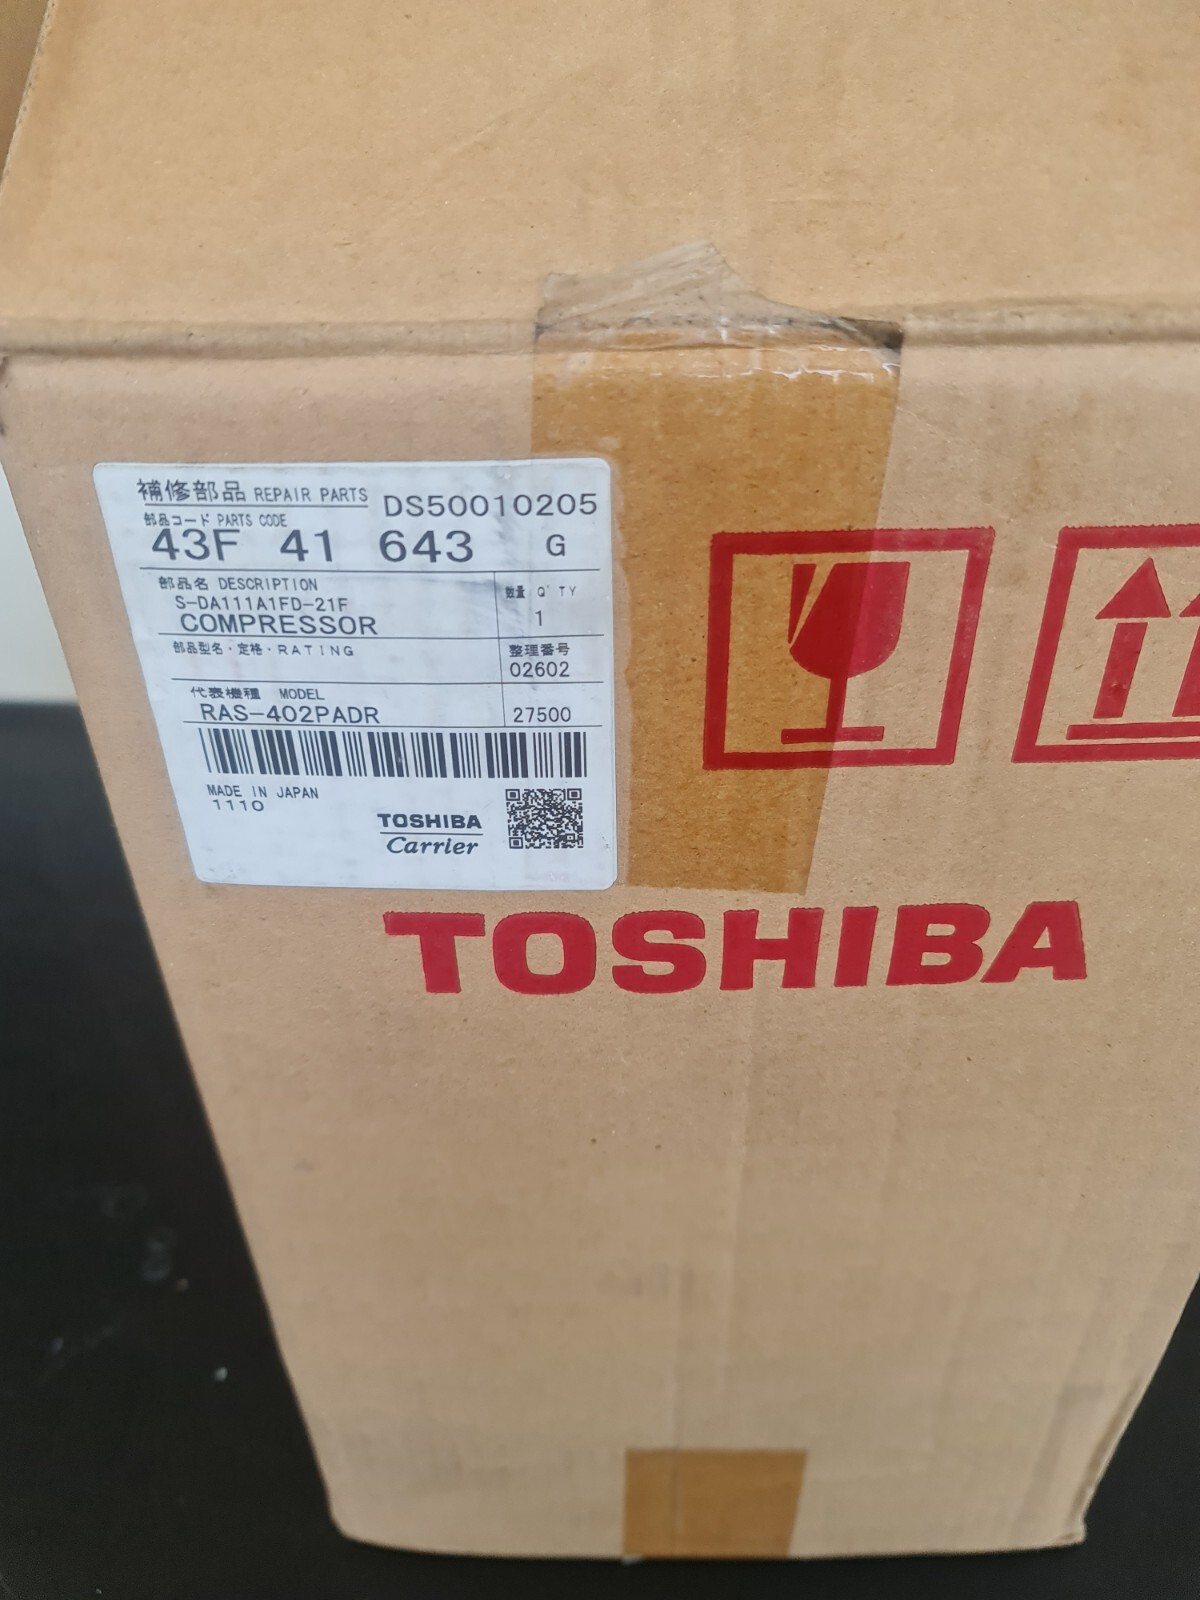 補修部品 REPAIR PARTS DS50010205
部品コード PARTS CODE
43F 41 643 G
部品名 DESCRIPTION 数量 Q'TY
S-DA111A1FD-21F
COMPRESSOR 1
部品型名・定格・RATING 整理番号
02602
代表機種 MODEL
RAS-402PADR 27500
MADE IN JAPAN
1110
TOSHIBA
Carrier
TOSHIBA